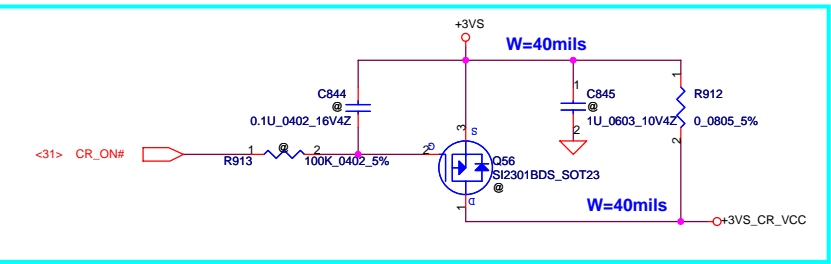 +3VS
W=40mils
C844
@
0.1U_0402_16V4Z
1
C845
@
1U_0603_10V4Z
2
1
R912
0_0805_5%
2
<31> CR_ON#
1
R913
@
2
100K_0402_5%
2
G
3
S
Q56
SI2301BDS_SOT23
@
D
1
W=40mils
+3VS_CR_VCC